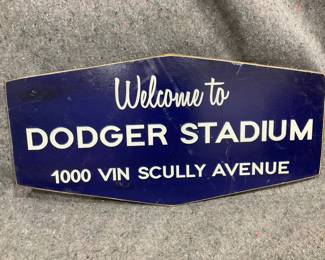 Welcome to
DODGER STADIUM
1000 VIN SCULLY AVENUE